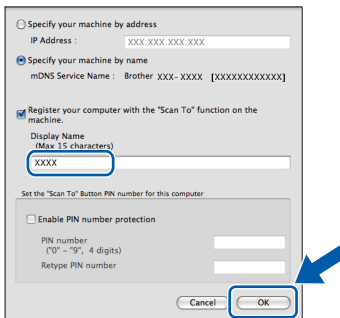 Specify your machine by address
IP Address : XXX.XXX.XXX.XXX
Specify your machine by name
mDNS Service Name : Brother XXX-XXXX [XXXXXXXXXXXX]
Register your computer with the "Scan To" function on the
machine.
Display Name
(Max 15 characters)
XXXX
Set the "Scan To" Button PIN number for this computer
Enable PIN number protection
PIN number
("0" – "9", 4 digits)
Retype PIN number
Cancel OK